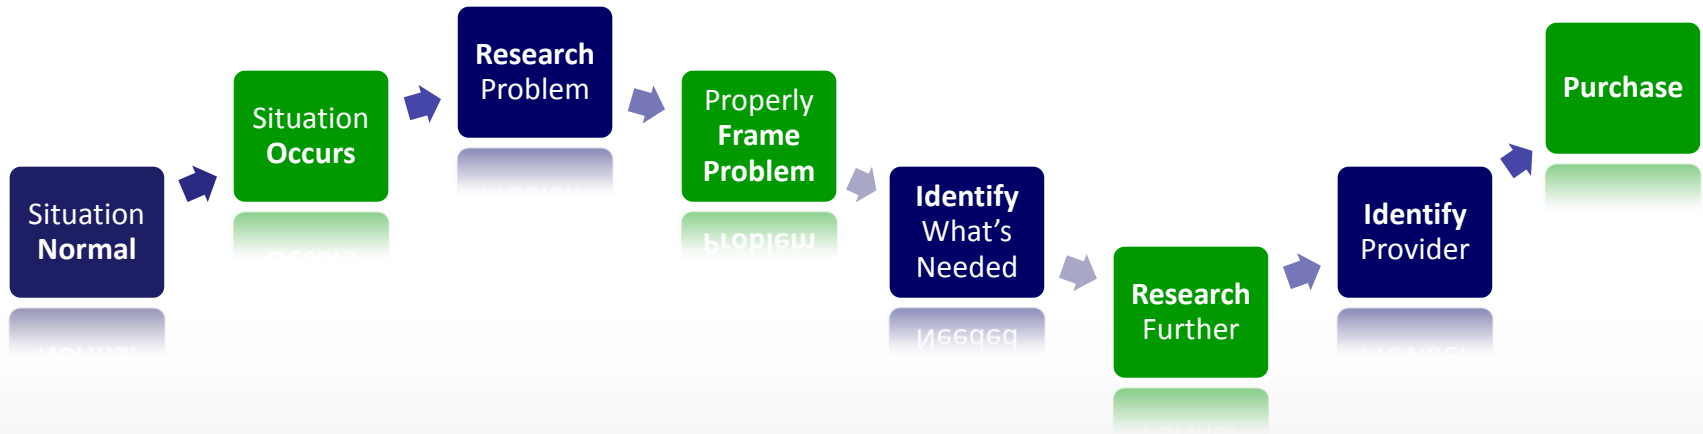 Situation
Normal
Situation
Occurs
Research
Problem
Properly
Frame
Problem
Identify
What’s
Needed
Research
Further
Identify
Provider
Purchase